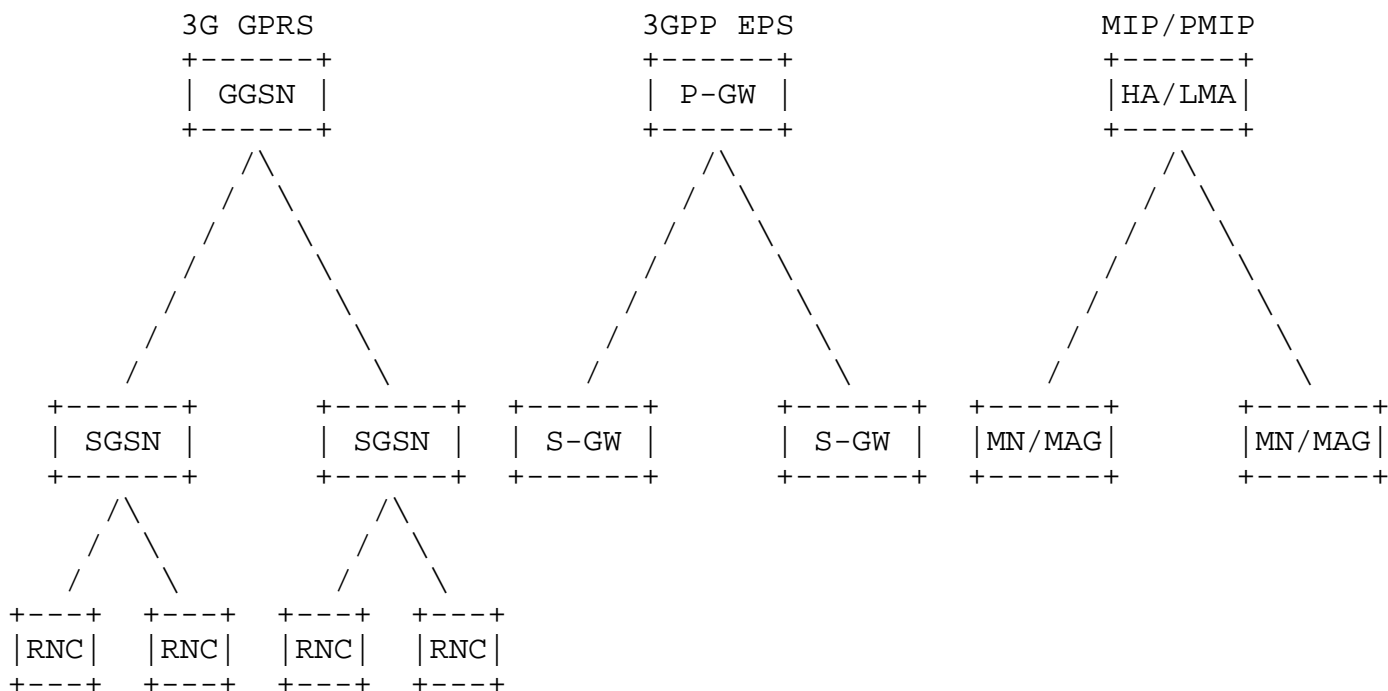 3G GPRS 3GPP EPS MIP/PMIP
GGSN P-GW HA/LMA
SGSN SGSN S-GW S-GW MN/MAG MN/MAG
RNC RNC RNC RNC